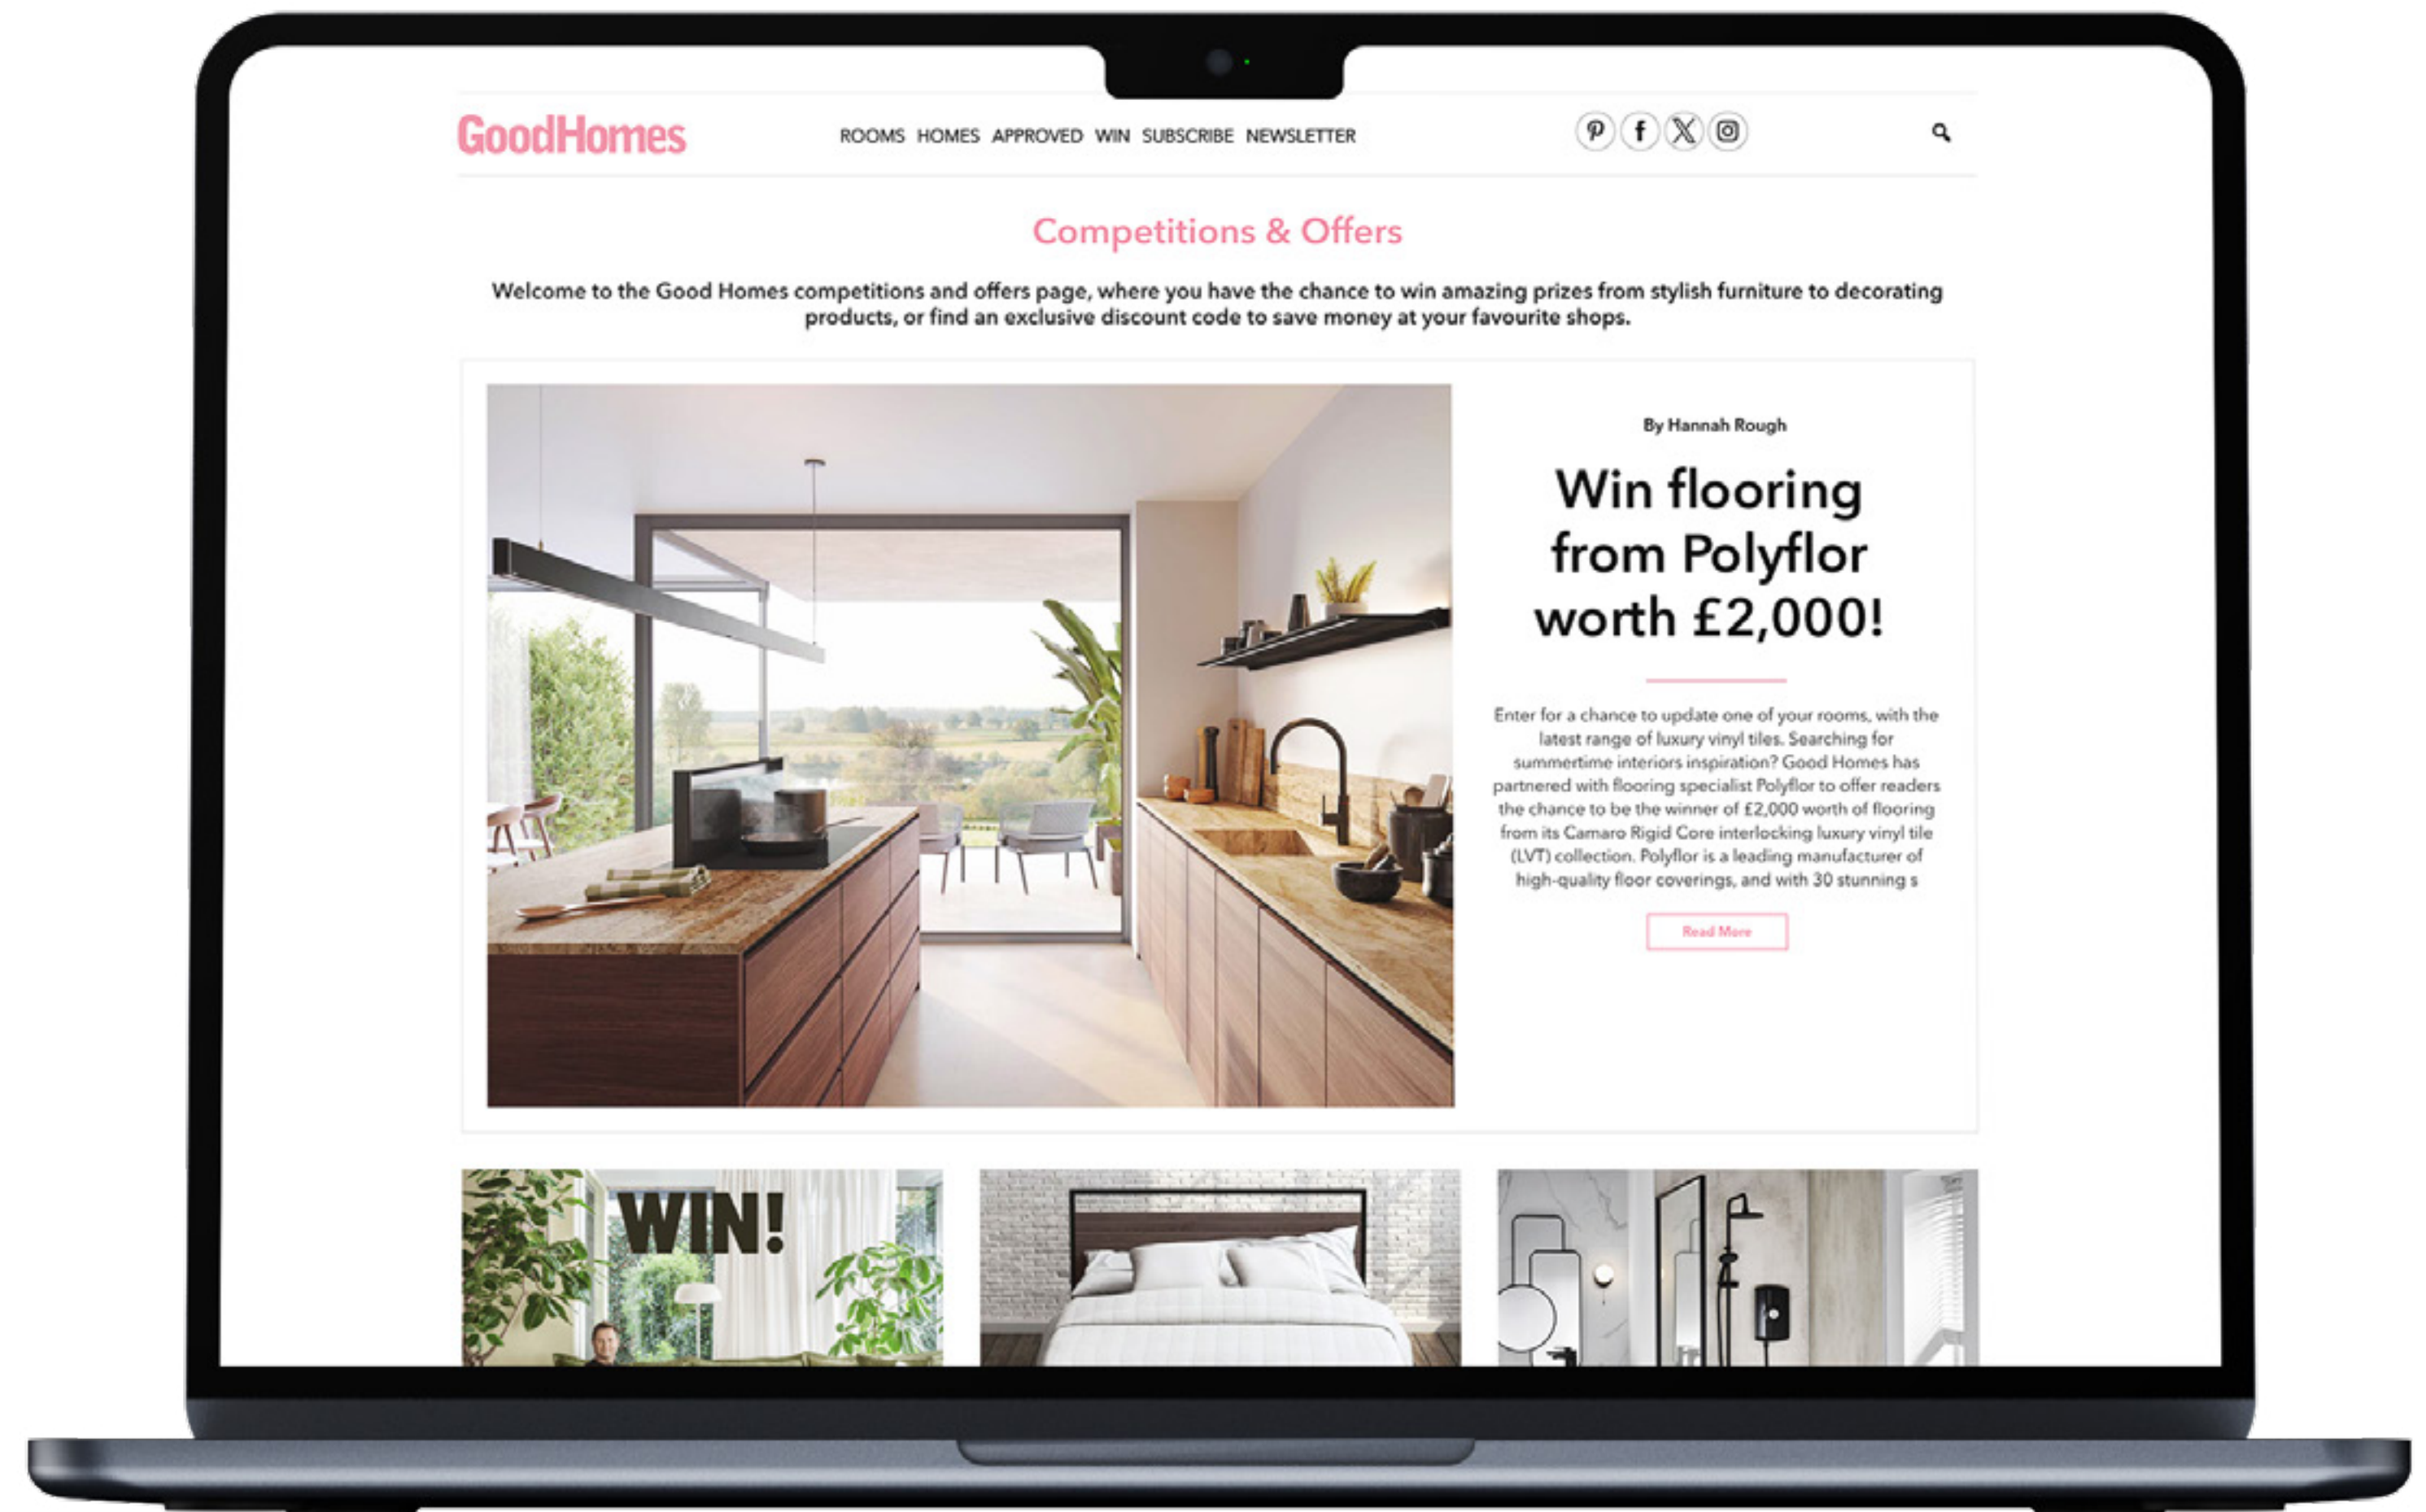 GoodHomes
ROOMS HOMES APPROVED WIN SUBSCRIBE NEWSLETTER
Competitions & Offers
Welcome to the Good Homes competitions and offers page, where you have the chance to win amazing prizes from stylish furniture to decorating
products, or find an exclusive discount code to save money at your favourite shops.
By Hannah Rough
Win flooring
from Polyflor
worth £2,000!
Enter for a chance to update one of your rooms, with the
latest range of luxury vinyl tiles. Searching for
summertime interiors inspiration? Good Homes has
partnered with flooring specialist Polyflor to offer readers
the chance to be the winner of £2,000 worth of flooring
from its Camaro Rigid Core interlocking luxury vinyl tile
(LVT) collection. Polyflor is a leading manufacturer of
high-quality floor coverings, and with 30 stunning s
Read More
WIN!